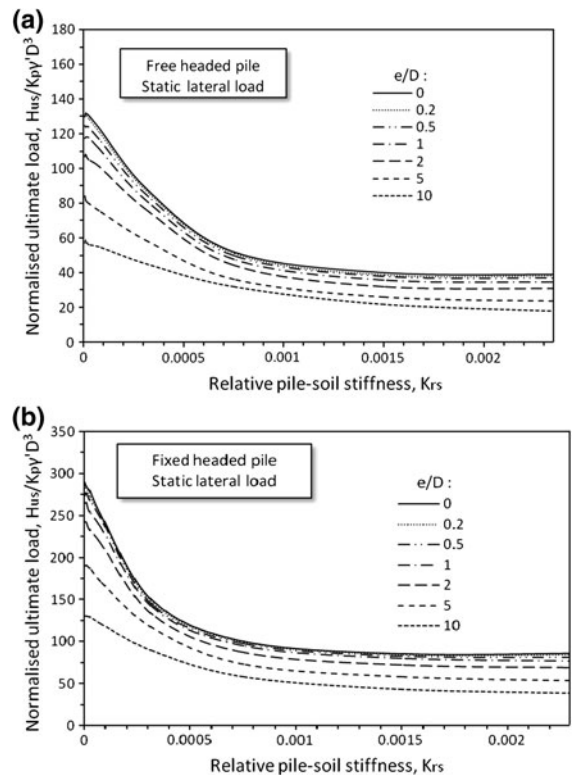 (a)
180
160
140
120
100
80
60
40
20
0
Normalised ultimate load, Hus/Kpγ'D³
Free headed pile
Static lateral load
e/D :
0
0.2
0.5
1
2
5
10
0 0.0005 0.001 0.0015 0.002
Relative pile-soil stiffness, Krs
(b)
350
300
250
200
150
100
50
0
Normalised ultimate load, Hus/Kpγ'D³
Fixed headed pile
Static lateral load
e/D :
0
0.2
0.5
1
2
5
10
0 0.0005 0.001 0.0015 0.002
Relative pile-soil stiffness, Krs